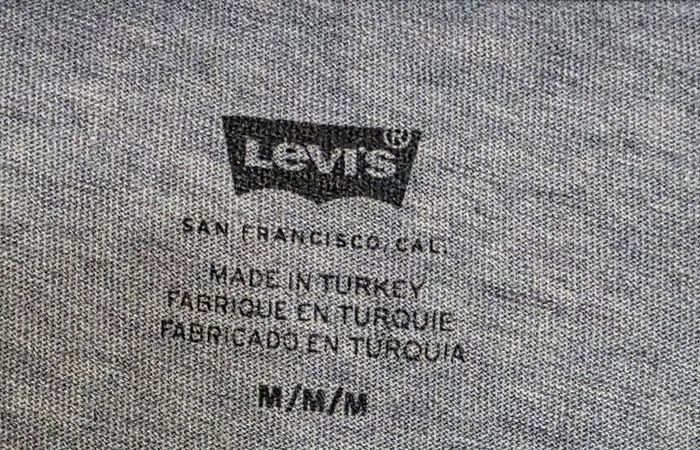 Levi's®
SAN FRANCISCO, CAL.
MADE IN TURKEY
FABRIQUE EN TURQUIE
FABRICADO EN TURQUIA
M/M/M